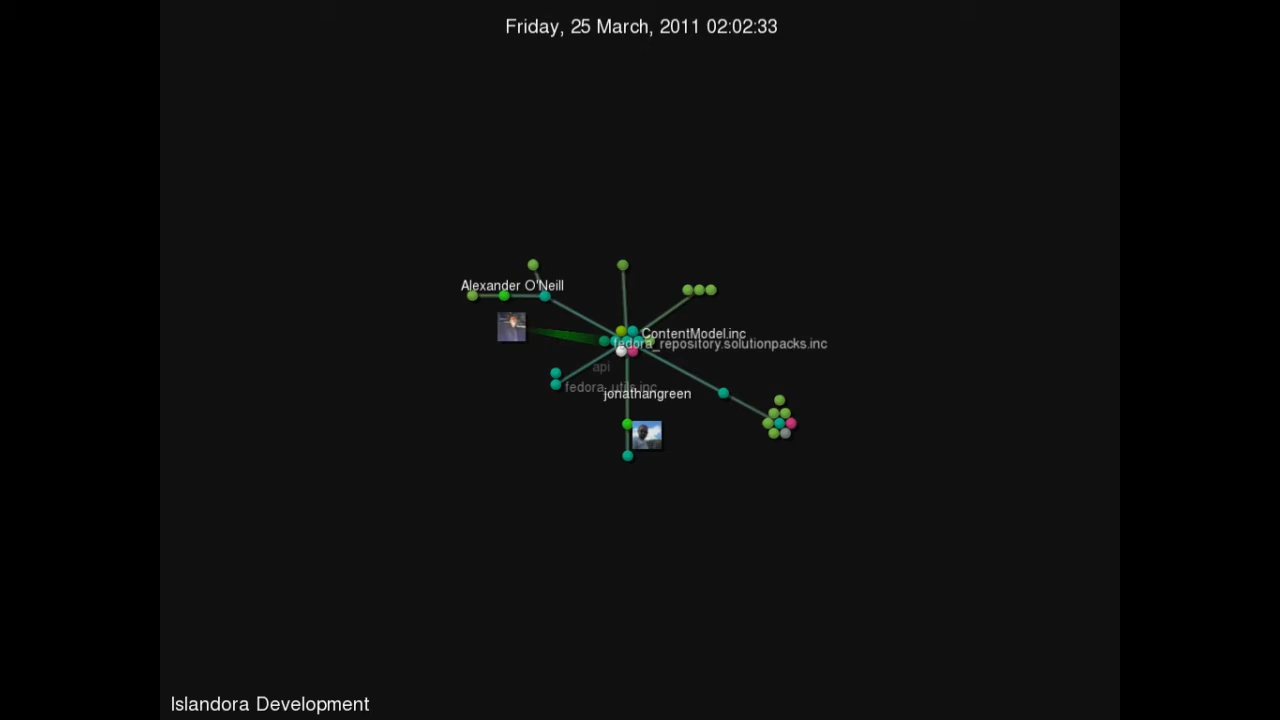 Friday, 25 March, 2011 02:02:33
Alexander O'Neill
ContentModel.inc
fedora_repository.solutionpacks.inc
api
fedora_utils.inc
jonathangreen
Islandora Development